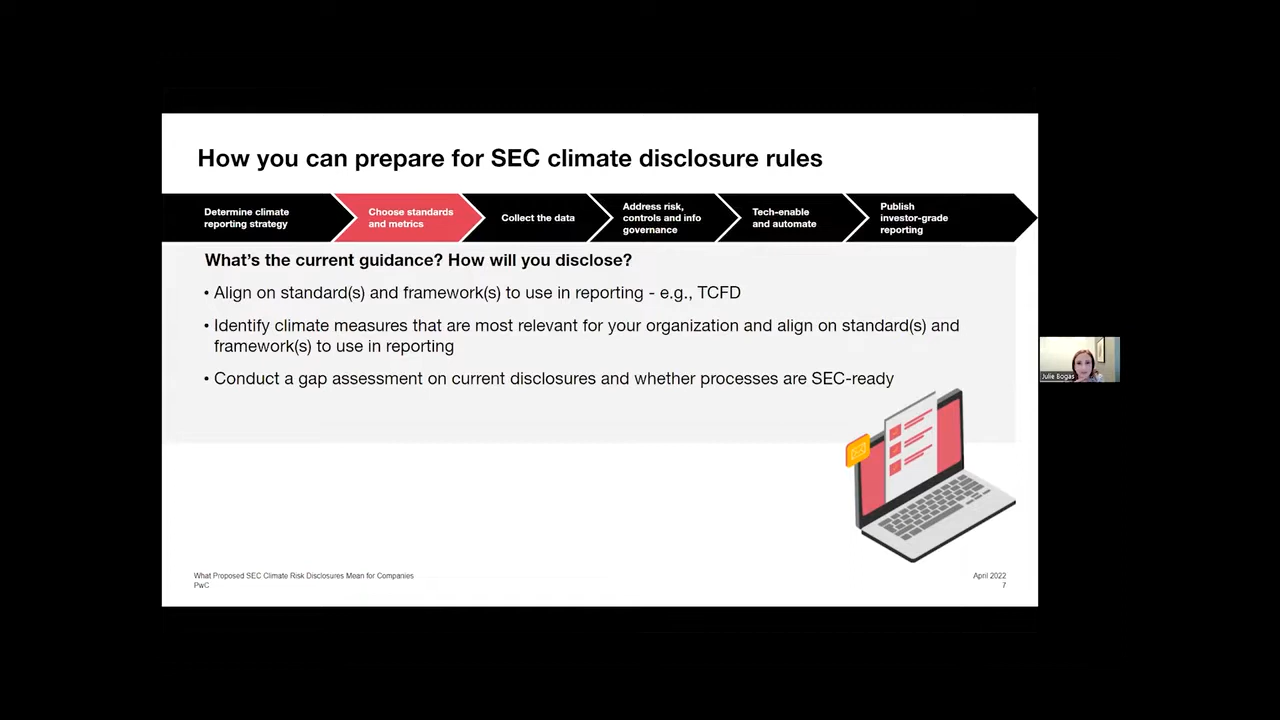 How you can prepare for SEC climate disclosure rules
Determine climate
reporting strategy
Choose standards
and metrics
Collect the data
Address risk,
controls and info
governance
Tech-enable
and automate
Publish
investor-grade
reporting
What's the current guidance? How will you disclose?
• Align on standard(s) and framework(s) to use in reporting - e.g., TCFD
• Identify climate measures that are most relevant for your organization and align on standard(s) and
framework(s) to use in reporting
• Conduct a gap assessment on current disclosures and whether processes are SEC-ready
Julie Bogas
What Proposed SEC Climate Risk Disclosures Mean for Companies
PwC
April 2022
7